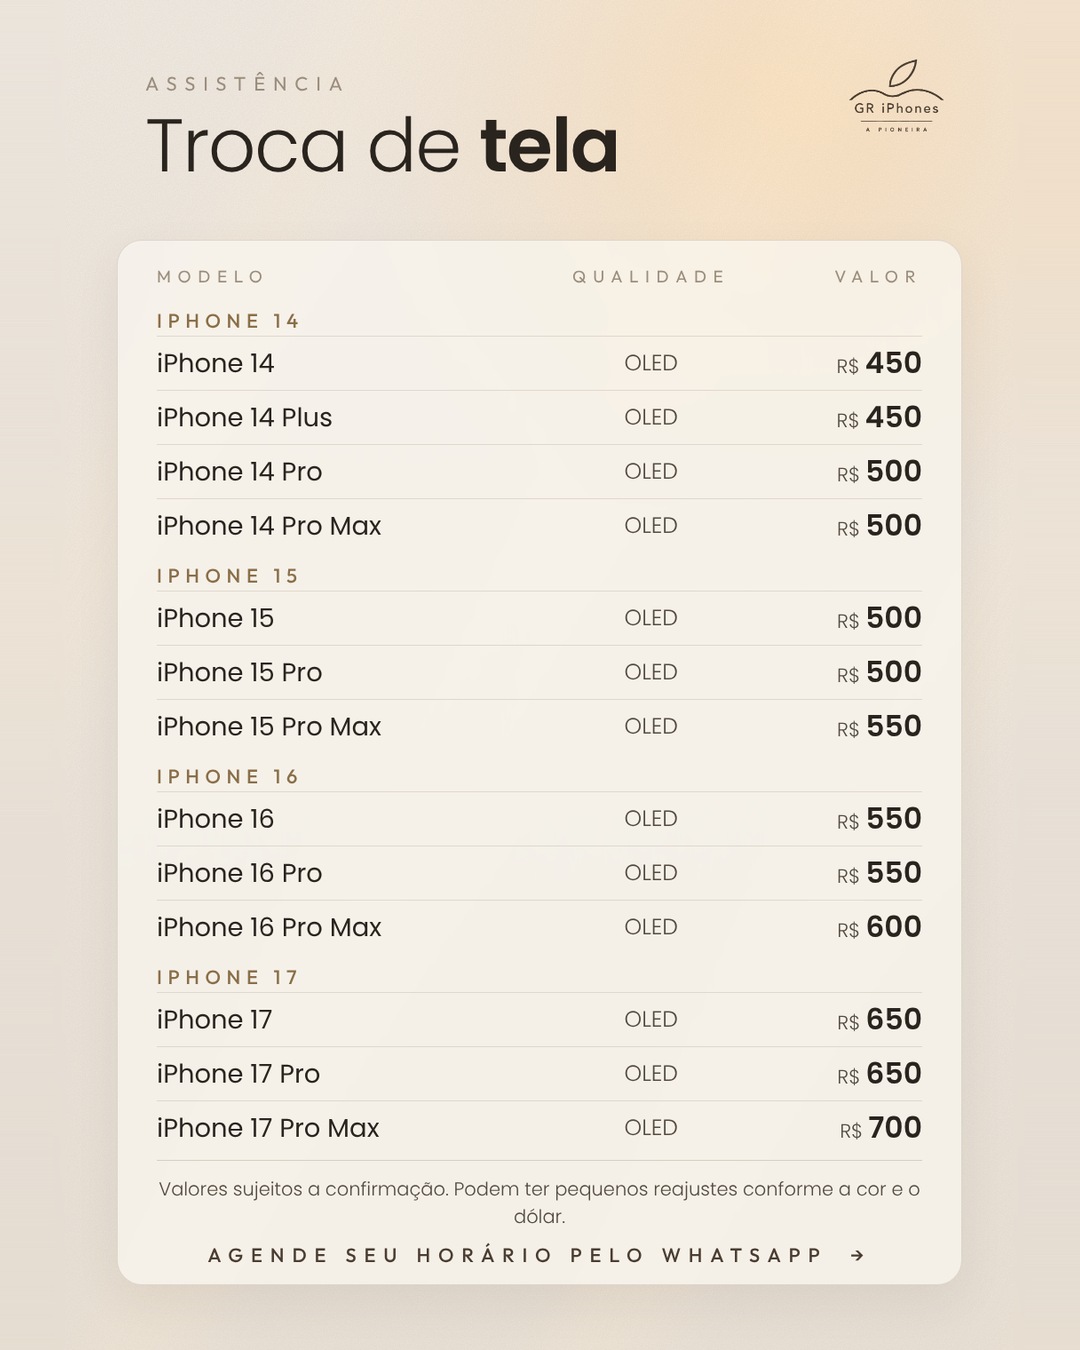 ASSISTÊNCIA
Troca de tela
GR iPhones
A PIONEIRA
MODELO QUALIDADE VALOR
IPHONE 14
iPhone 14 OLED R$ 450
iPhone 14 Plus OLED R$ 450
iPhone 14 Pro OLED R$ 500
iPhone 14 Pro Max OLED R$ 500
IPHONE 15
iPhone 15 OLED R$ 500
iPhone 15 Pro OLED R$ 500
iPhone 15 Pro Max OLED R$ 550
IPHONE 16
iPhone 16 OLED R$ 550
iPhone 16 Pro OLED R$ 550
iPhone 16 Pro Max OLED R$ 600
IPHONE 17
iPhone 17 OLED R$ 650
iPhone 17 Pro OLED R$ 650
iPhone 17 Pro Max OLED R$ 700
Valores sujeitos a confirmação. Podem ter pequenos reajustes conforme a cor e o
dólar.
AGENDE SEU HORÁRIO PELO WHATSAPP →